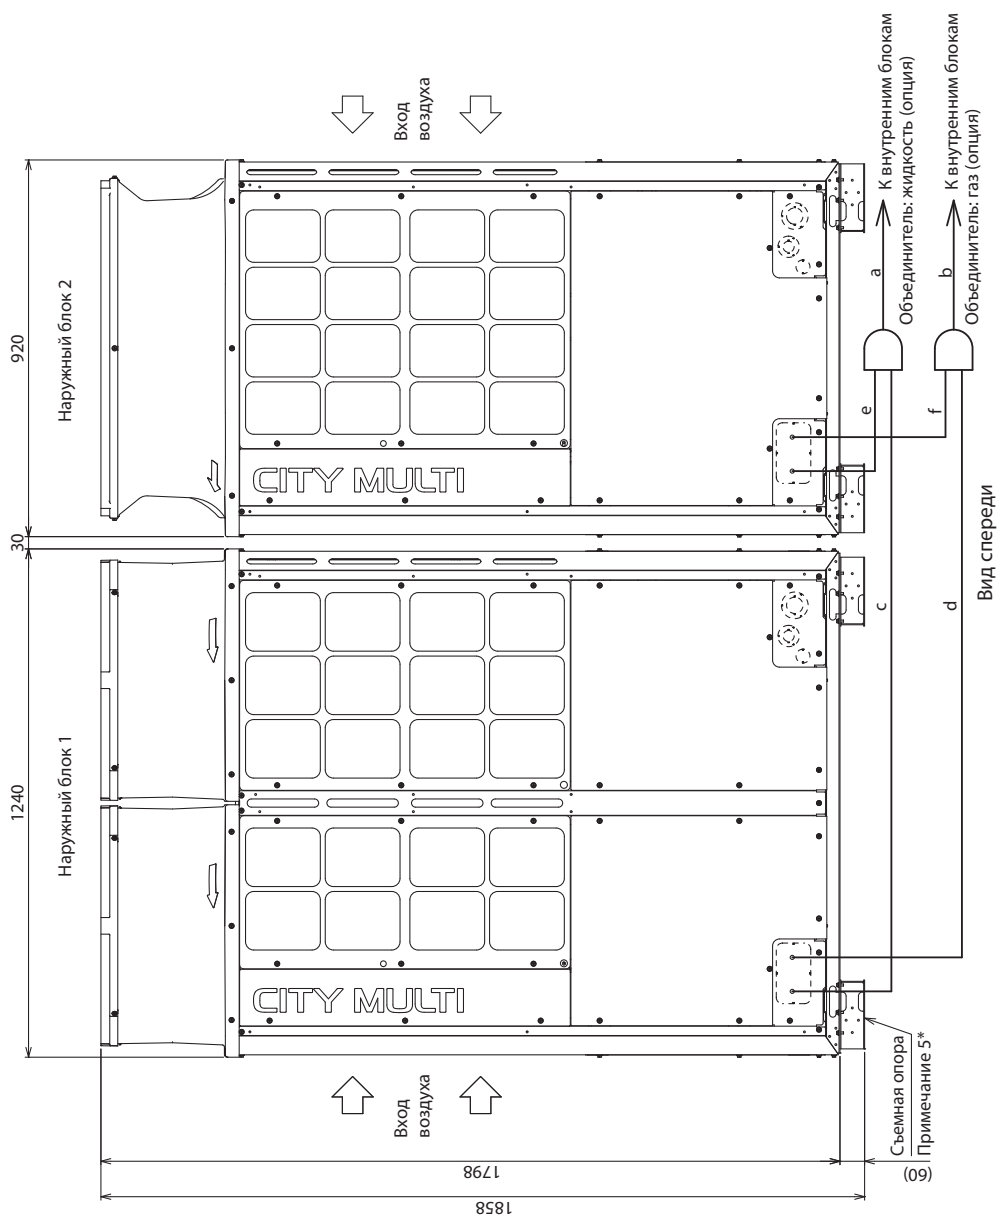 1240
30
920
Наружный блок 1
Наружный блок 2
CITY MULTI
CITY MULTI
Вход
воздуха
Вход
воздуха
1858
1798
(60)
Съемная опора
Примечание 5*
a
b
c
d
e
f
К внутренним блокам
Объединитель: жидкость (опция)
К внутренним блокам
Объединитель: газ (опция)
Вид спереди